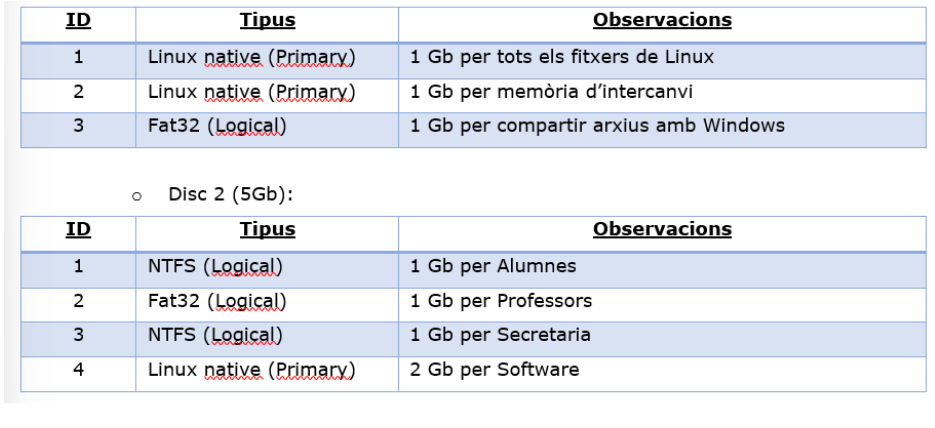 ID Tipus Observacions
1 Linux native (Primary) 1 Gb per tots els fitxers de Linux
2 Linux native (Primary) 1 Gb per memòria d’intercanvi
3 Fat32 (Logical) 1 Gb per compartir arxius amb Windows
o Disc 2 (5Gb):
ID Tipus Observacions
1 NTFS (Logical) 1 Gb per Alumnes
2 Fat32 (Logical) 1 Gb per Professors
3 NTFS (Logical) 1 Gb per Secretaria
4 Linux native (Primary) 2 Gb per Software